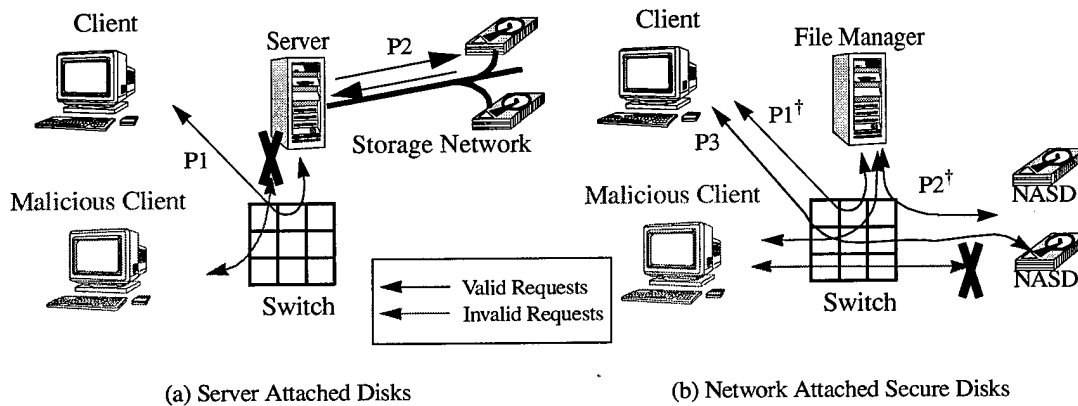 Client
Server
P2
Storage Network
P1
Malicious Client
Switch
Valid Requests
Invalid Requests
(a) Server Attached Disks
Client
File Manager
P1†
P3
P2†
NASD
Malicious Client
NASD
Switch
(b) Network Attached Secure Disks